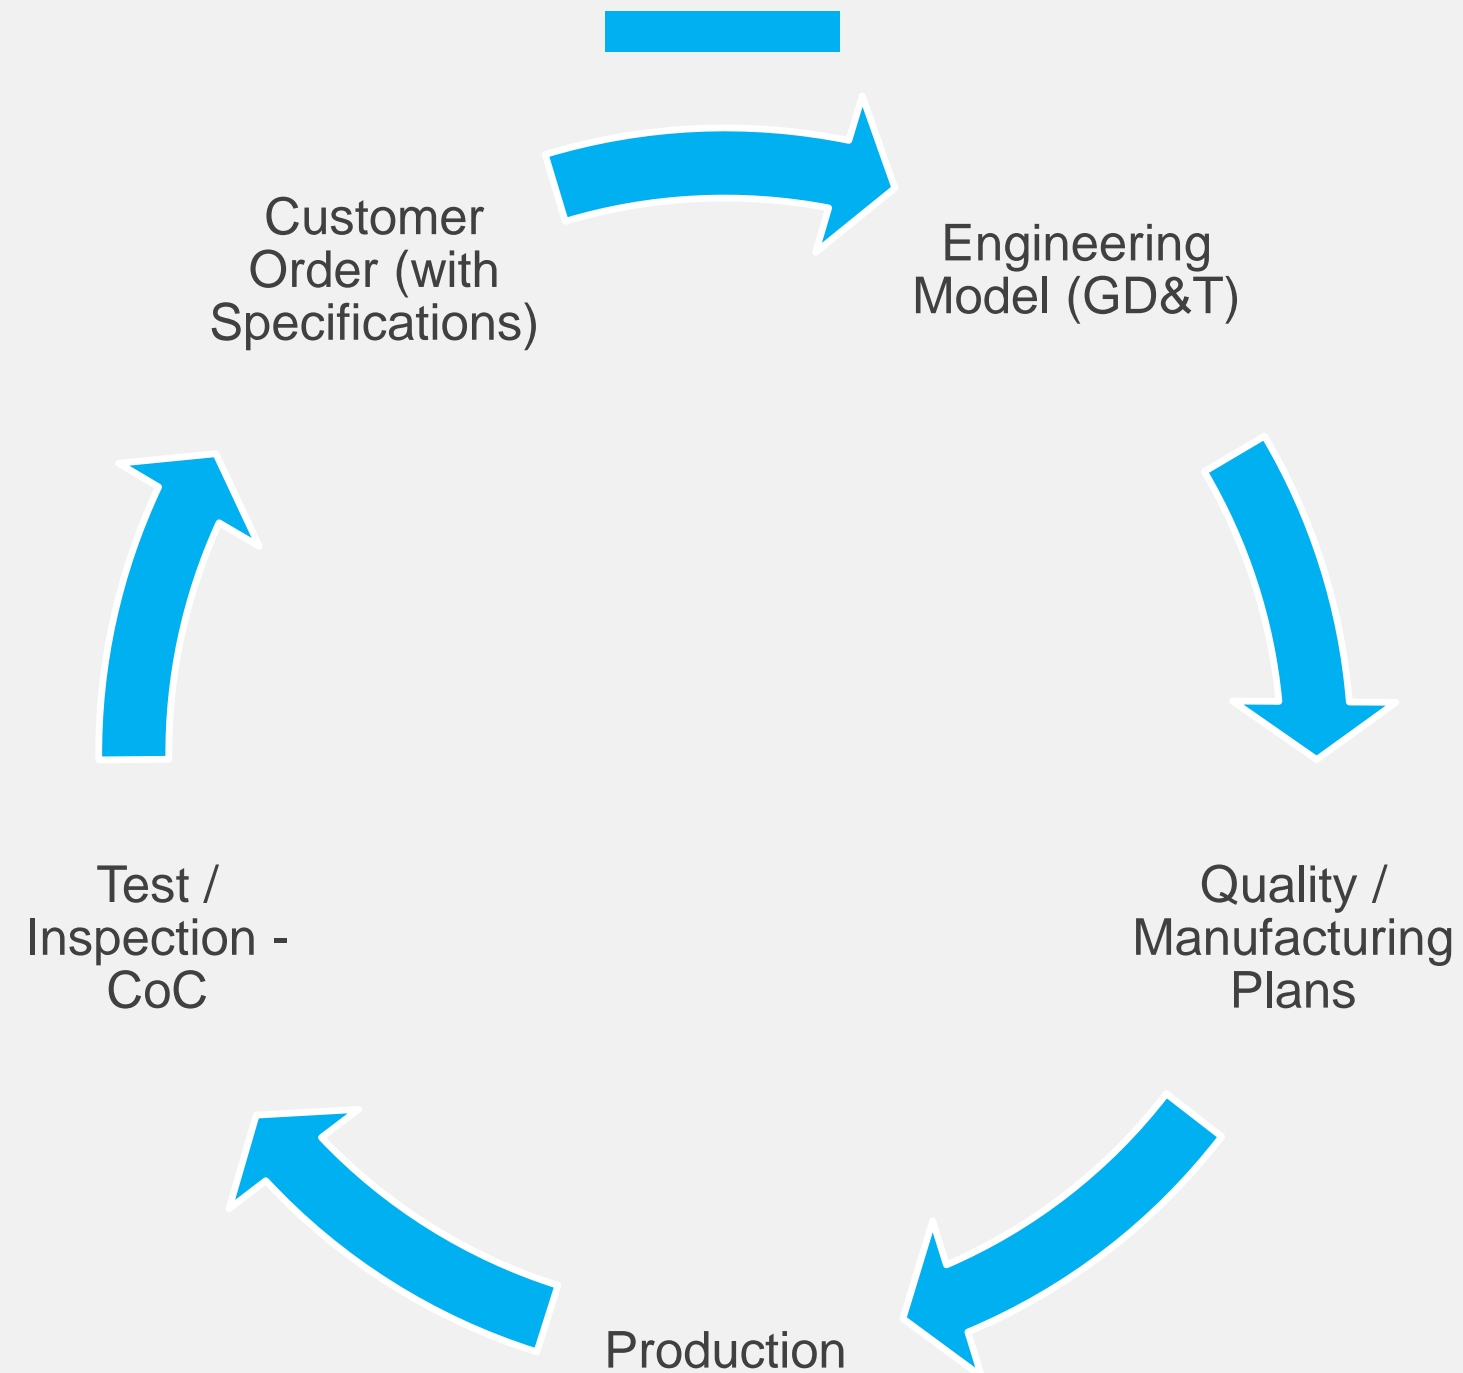 Customer
Order (with
Specifications)
Engineering
Model (GD&T)
Quality /
Manufacturing
Plans
Production
Test /
Inspection -
CoC